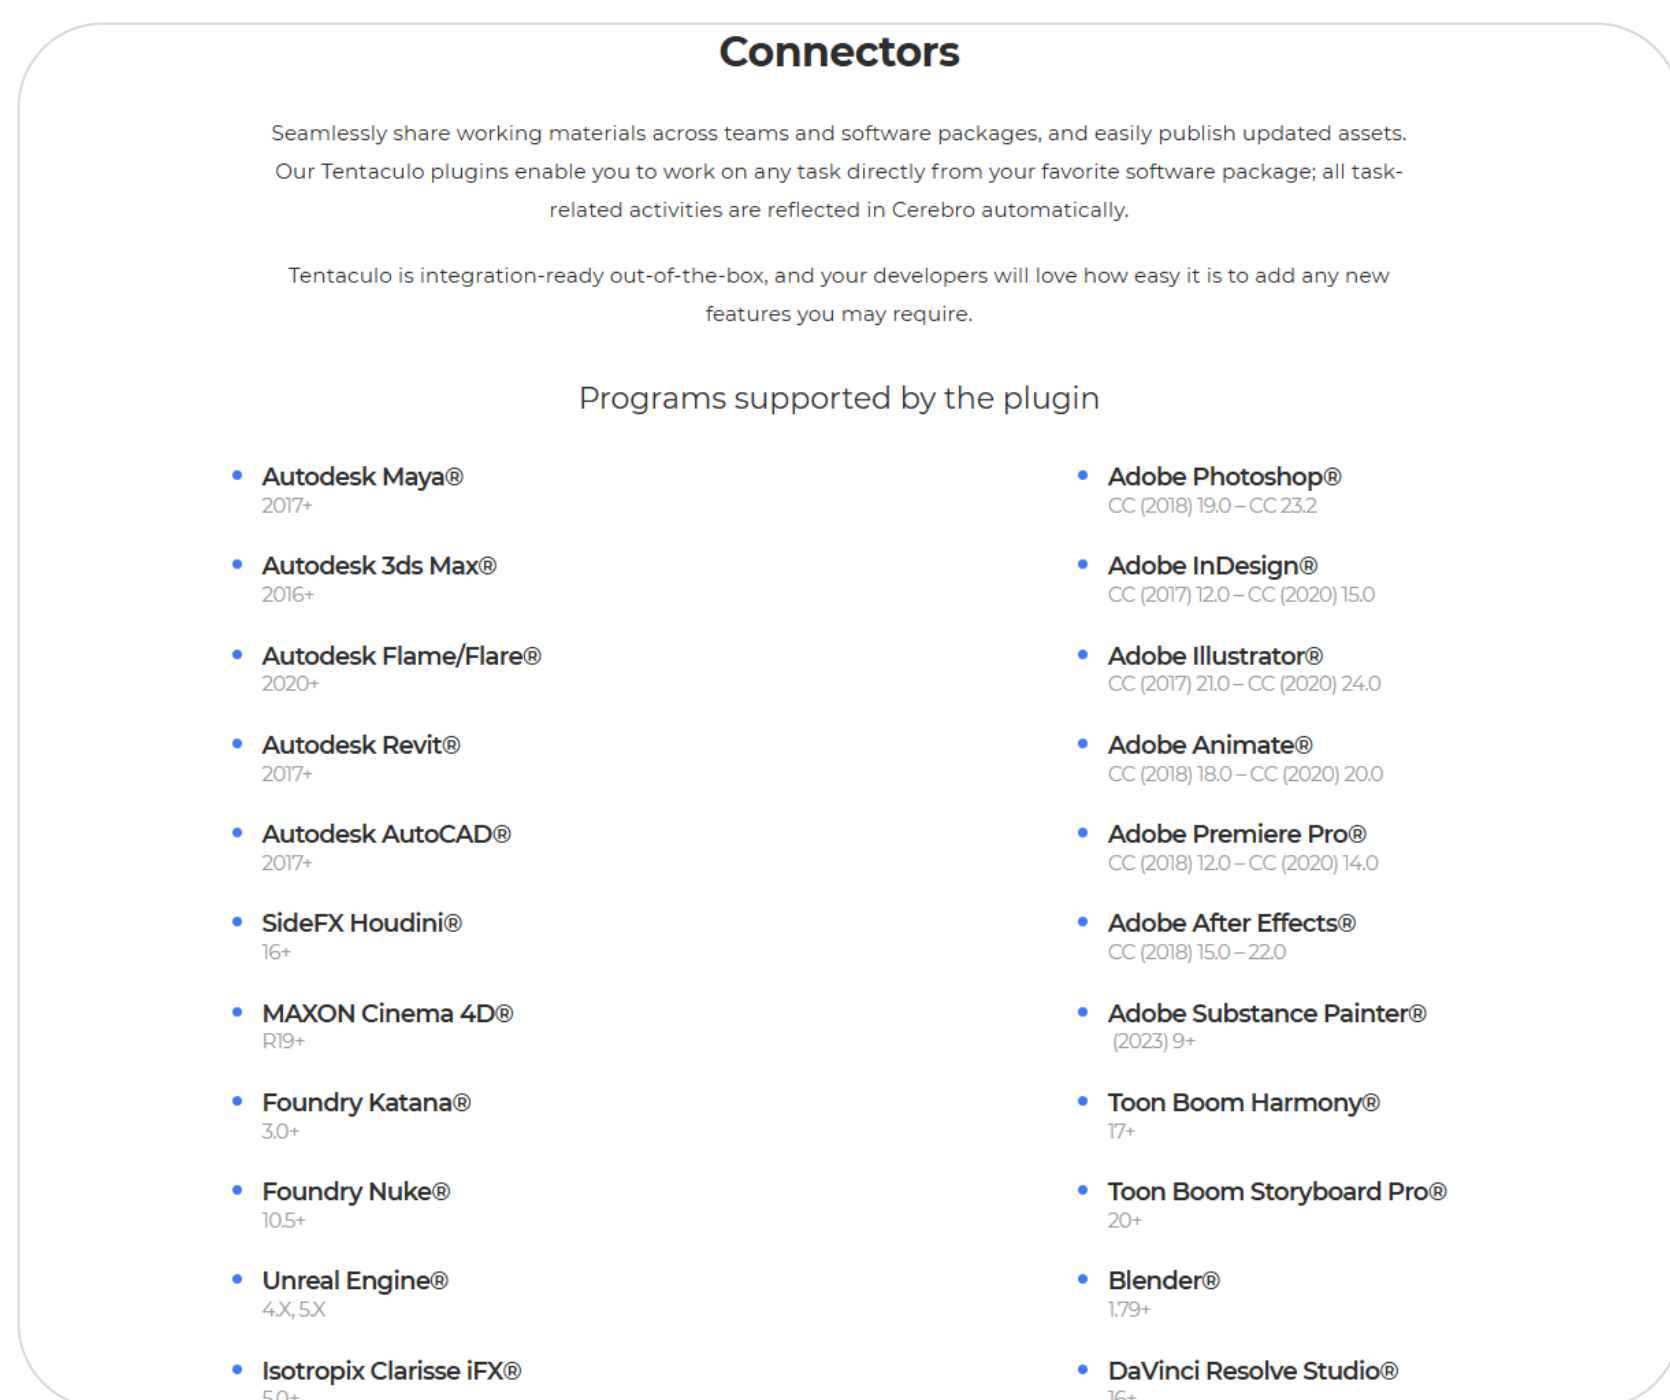 Connectors
Seamlessly share working materials across teams and software packages, and easily publish updated assets.
Our Tentaculo plugins enable you to work on any task directly from your favorite software package; all task-
related activities are reflected in Cerebro automatically.
Tentaculo is integration-ready out-of-the-box, and your developers will love how easy it is to add any new
features you may require.
Programs supported by the plugin
Autodesk Maya®
2017+
Autodesk 3ds Max®
2016+
Autodesk Flame/Flare®
2020+
Autodesk Revit®
2017+
Autodesk AutoCAD®
2017+
SideFX Houdini®
16+
MAXON Cinema 4D®
R19+
Foundry Katana®
3.0+
Foundry Nuke®
10.5+
Unreal Engine®
4.X, 5.X
Isotropix Clarisse iFX®
5.0+
Adobe Photoshop®
CC (2018) 19.0 – CC 23.2
Adobe InDesign®
CC (2017) 12.0 – CC (2020) 15.0
Adobe Illustrator®
CC (2017) 21.0 – CC (2020) 24.0
Adobe Animate®
CC (2018) 18.0 – CC (2020) 20.0
Adobe Premiere Pro®
CC (2018) 12.0 – CC (2020) 14.0
Adobe After Effects®
CC (2018) 15.0 – 22.0
Adobe Substance Painter®
(2023) 9+
Toon Boom Harmony®
17+
Toon Boom Storyboard Pro®
20+
Blender®
1.79+
DaVinci Resolve Studio®
16+